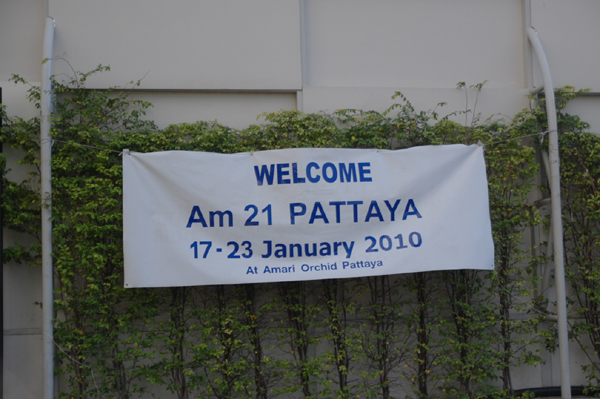 WELCOME
Am 21 PATTAYA
17-23 January 2010
At Amari Orchid Pattaya